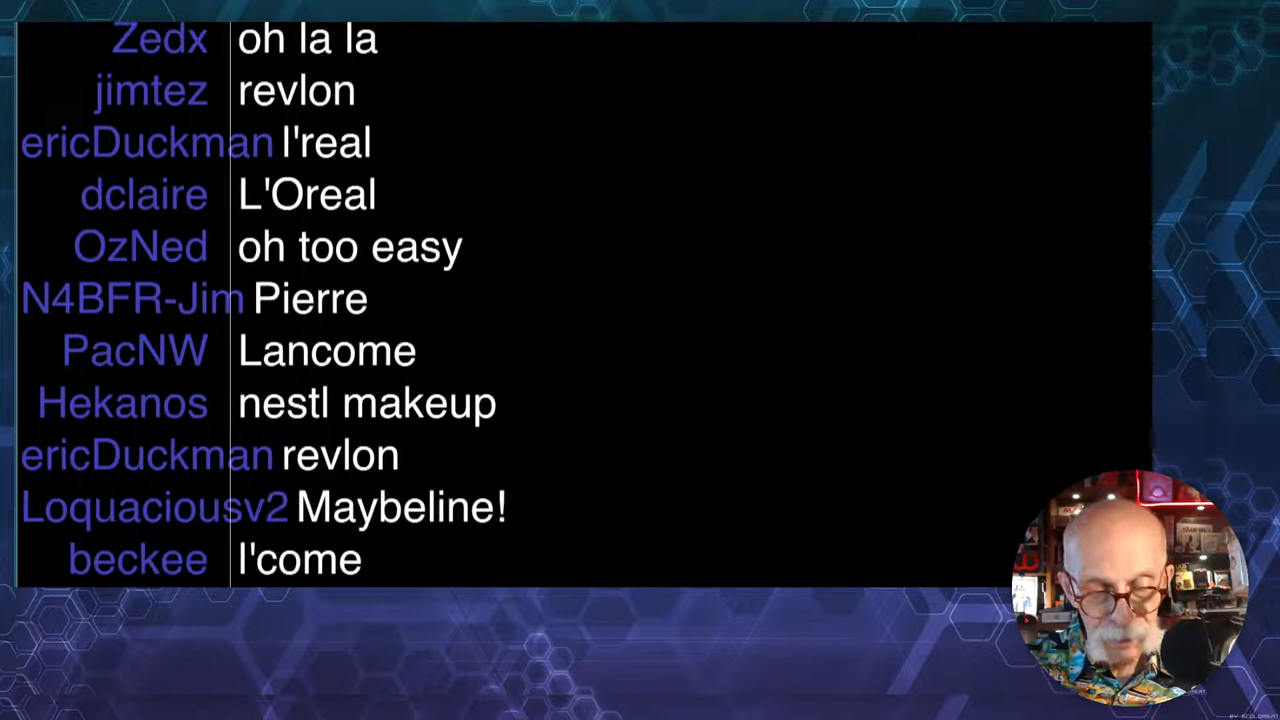 Zedx oh la la
jimtez revlon
ericDuckman l'real
dclaire L'Oreal
OzNed oh too easy
N4BFR-Jim Pierre
PacNW Lancome
Hekanos nestl makeup
ericDuckman revlon
Loquaciousv2 Maybeline!
beckee l'come